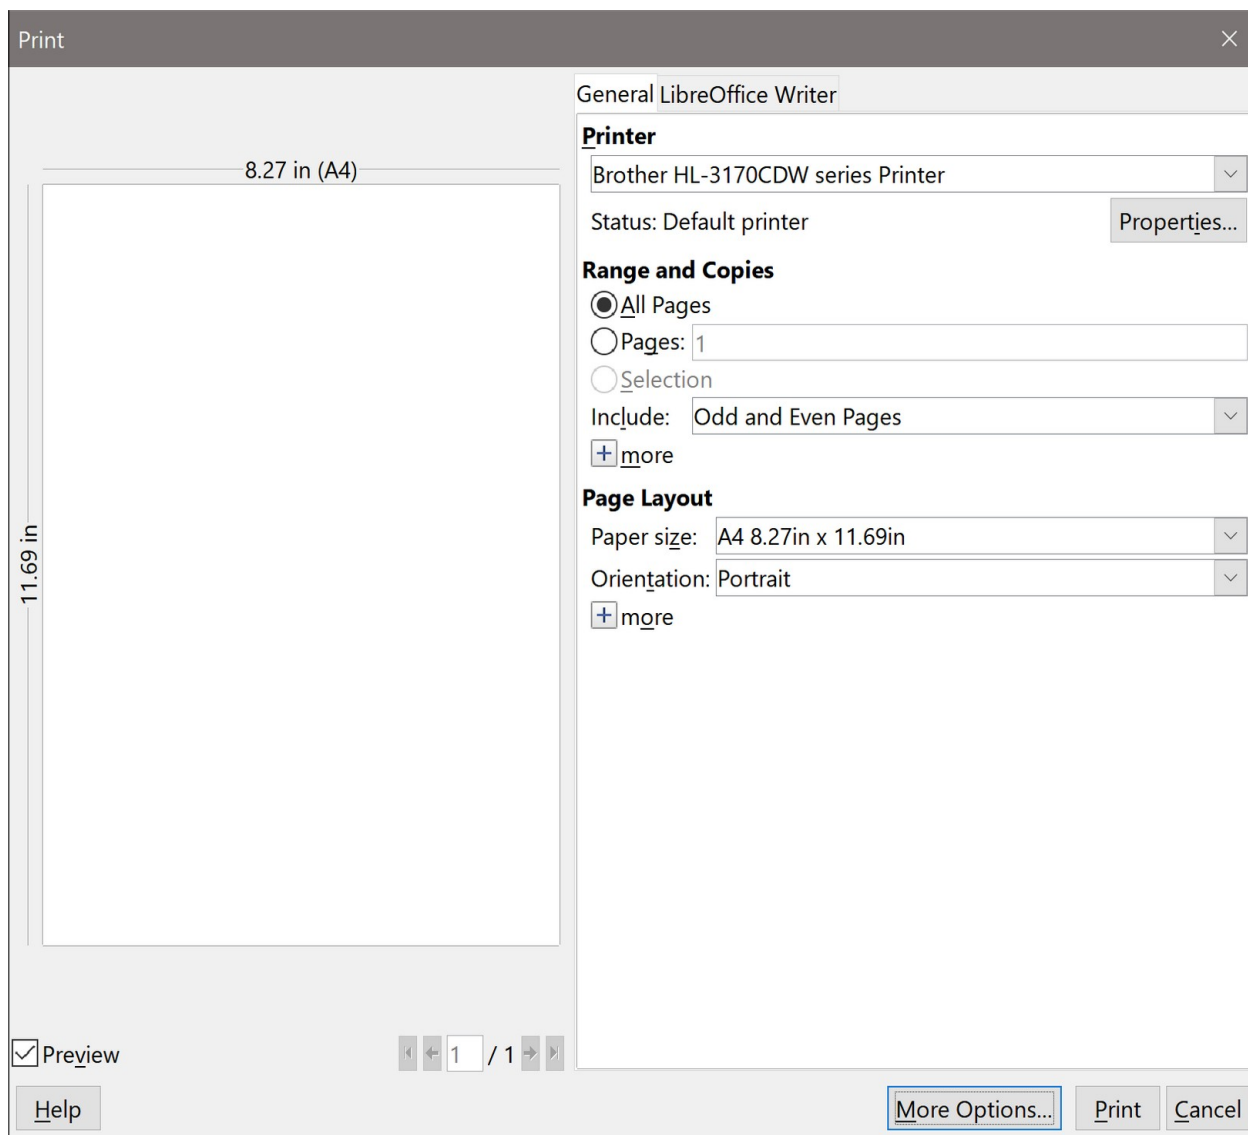 Print
8.27 in (A4)
11.69 in
Preview
1 / 1
General LibreOffice Writer
Printer
Brother HL-3170CDW series Printer
Status: Default printer Properties...
Range and Copies
All Pages
Pages: 1
Selection
Include: Odd and Even Pages
more
Page Layout
Paper size: A4 8.27in x 11.69in
Orientation: Portrait
more
Help More Options... Print Cancel